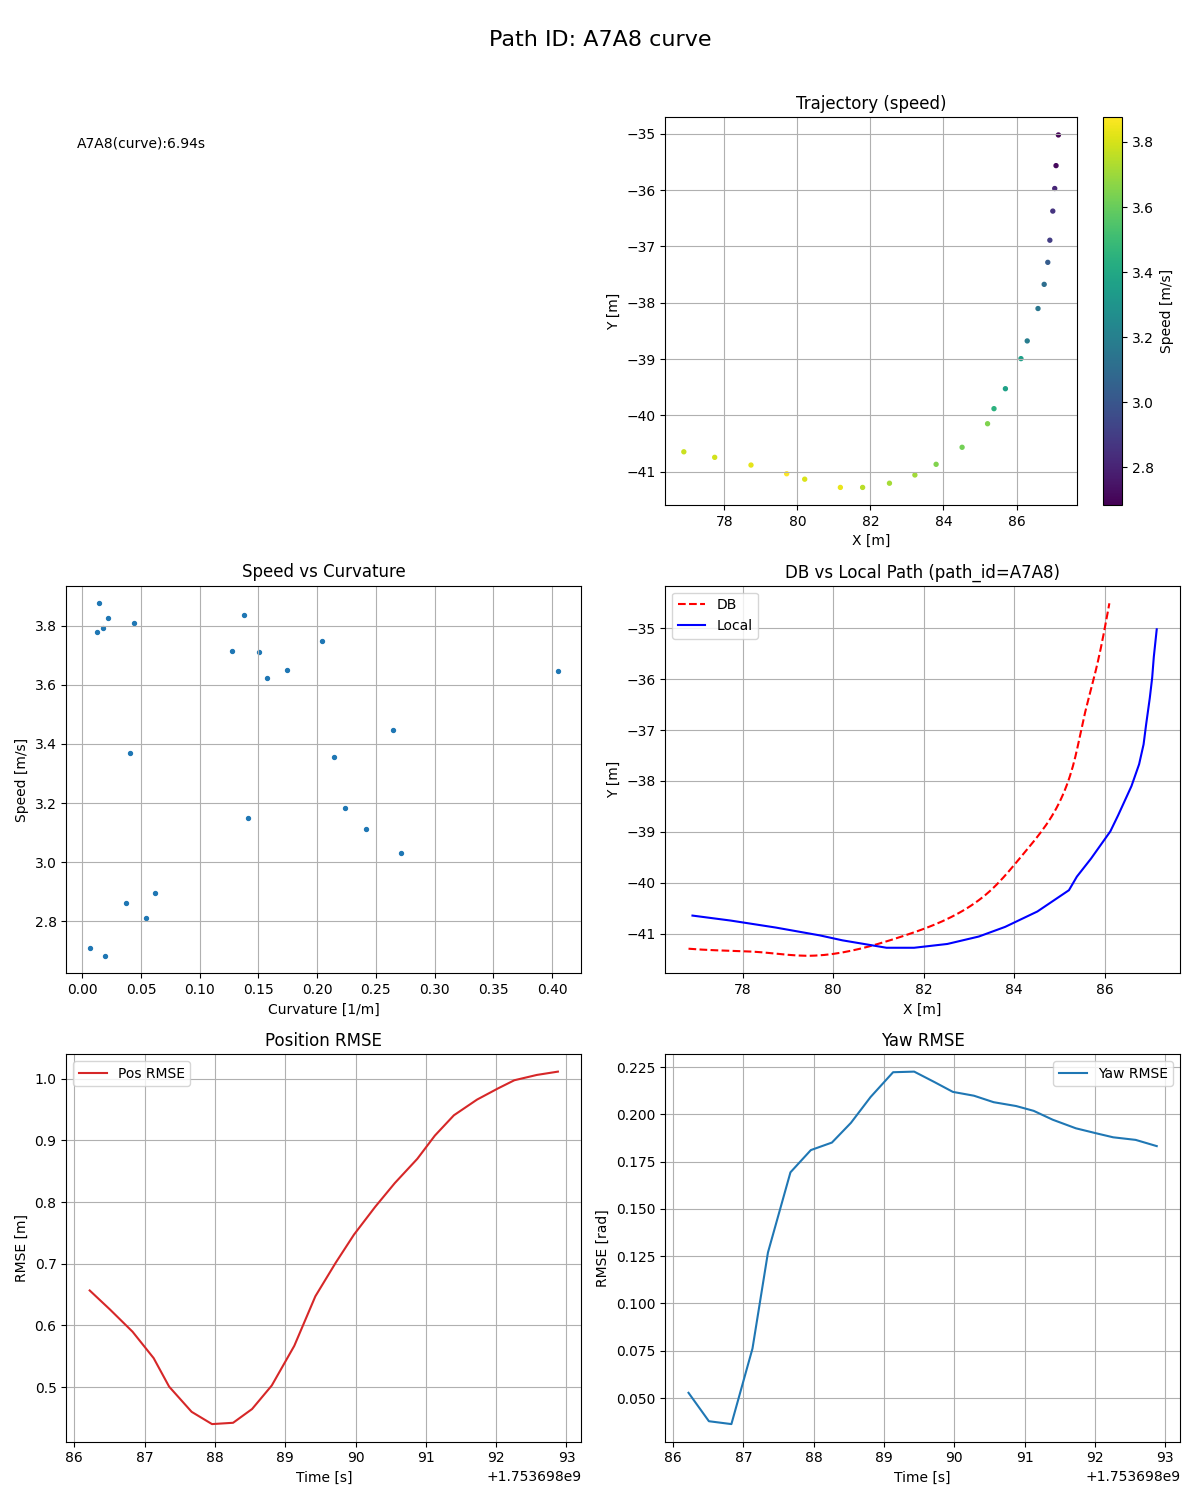 Path ID: A7A8 curve
A7A8(curve):6.94s
Trajectory (speed)
−35
−36
−37
−38
−39
−40
−41
Y [m]
78 80 82 84 86
X [m]
3.8
3.6
3.4
3.2
3.0
2.8
Speed [m/s]
Speed vs Curvature
3.8
3.6
3.4
3.2
3.0
2.8
Speed [m/s]
0.00 0.05 0.10 0.15 0.20 0.25 0.30 0.35 0.40
Curvature [1/m]
DB vs Local Path (path_id=A7A8)
DB
Local
−35
−36
−37
−38
−39
−40
−41
Y [m]
78 80 82 84 86
X [m]
Position RMSE
Pos RMSE
1.0
0.9
0.8
0.7
0.6
0.5
RMSE [m]
86 87 88 89 90 91 92 93
Time [s]
+1.753698e9
Yaw RMSE
Yaw RMSE
0.225
0.200
0.175
0.150
0.125
0.100
0.075
0.050
RMSE [rad]
86 87 88 89 90 91 92 93
Time [s]
+1.753698e9